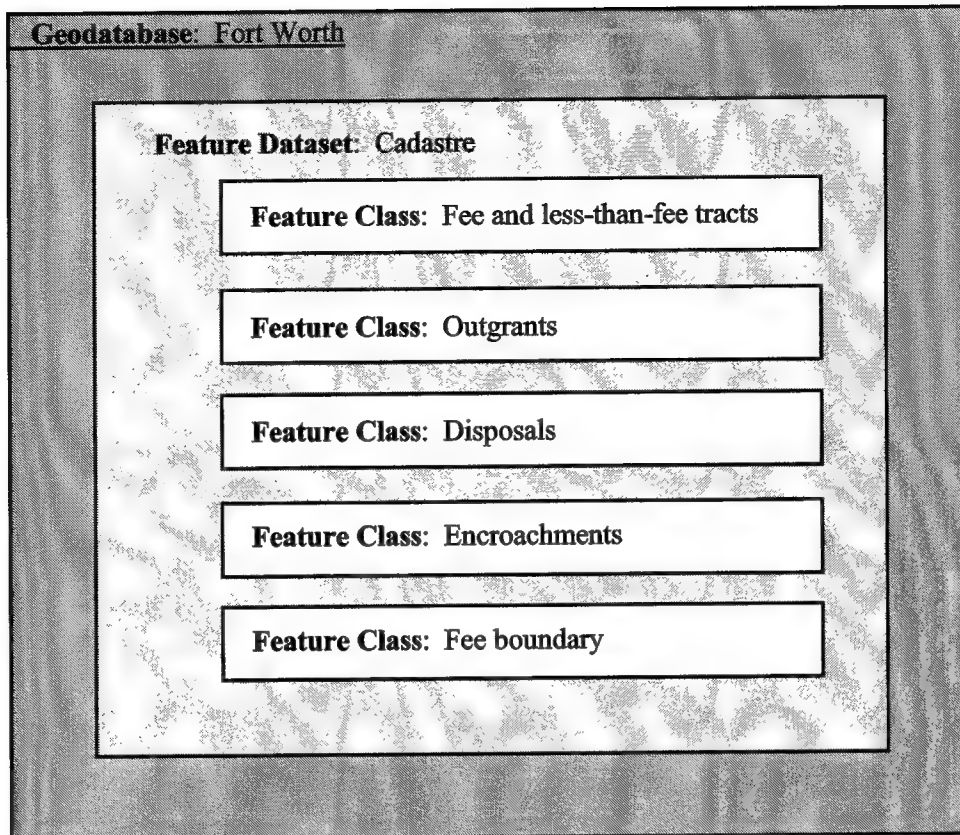 Geodatabase: Fort Worth
Feature Dataset: Cadastre
Feature Class: Fee and less-than-fee tracts
Feature Class: Outgrants
Feature Class: Disposals
Feature Class: Encroachments
Feature Class: Fee boundary